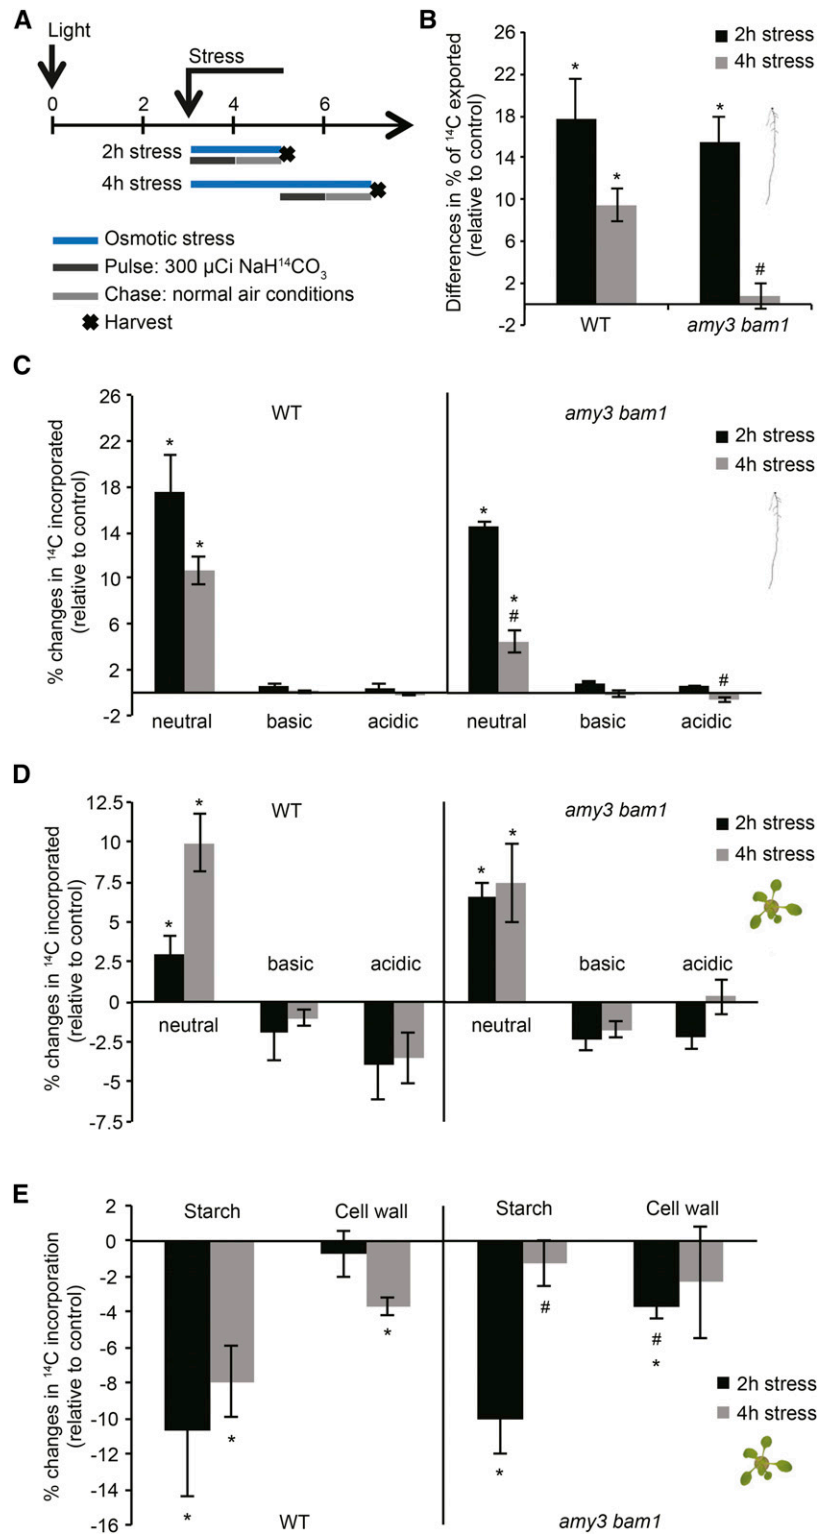 A
Light
Stress
0 2 4 6
2h stress
4h stress
Osmotic stress
Pulse: 300 µCi NaH¹⁴CO₃
Chase: normal air conditions
Harvest
B
Differences in % of ¹⁴C exported
(relative to control)
26
22
18
14
10
6
2
-2
2h stress
4h stress
*
*
*
#
WT
amy3 bam1
C
% changes in ¹⁴C incorporated
(relative to control)
26
22
18
14
10
6
2
-2
WT
amy3 bam1
2h stress
4h stress
*
*
*
*
#
#
neutral basic acidic neutral basic acidic
D
% changes in ¹⁴C incorporated
(relative to control)
12.5
10
7.5
5
2.5
0
-2.5
-5
-7.5
WT
amy3 bam1
2h stress
4h stress
*
*
*
*
basic acidic basic acidic
neutral neutral
E
% changes in ¹⁴C incorporation
(relative to control)
2
0
-2
-4
-6
-8
-10
-12
-14
-16
Starch Cell wall Starch Cell wall
*
*
*
*
#
#
*
2h stress
4h stress
WT
amy3 bam1